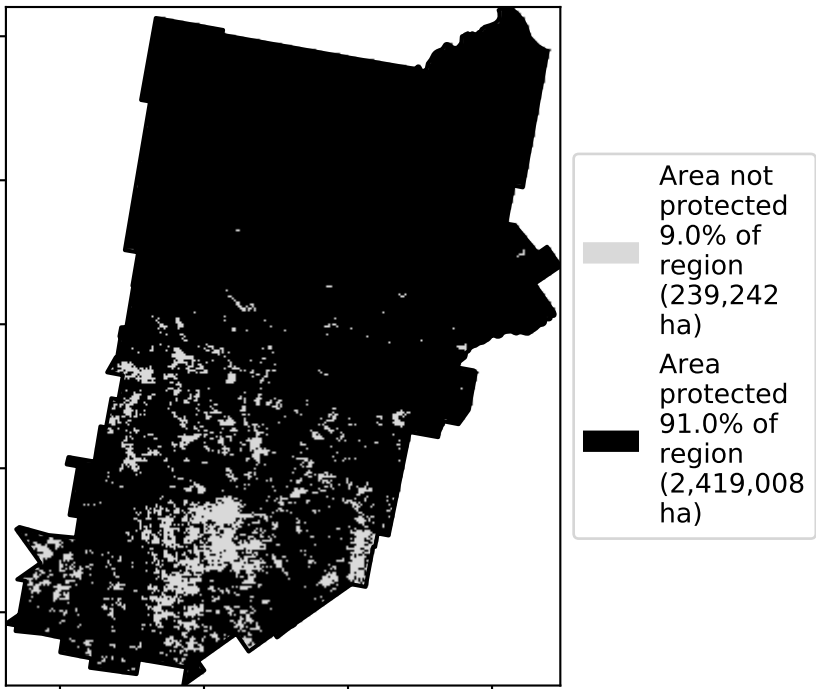 Area not
protected
9.0% of
region
(239,242
ha)
Area
protected
91.0% of
region
(2,419,008
ha)